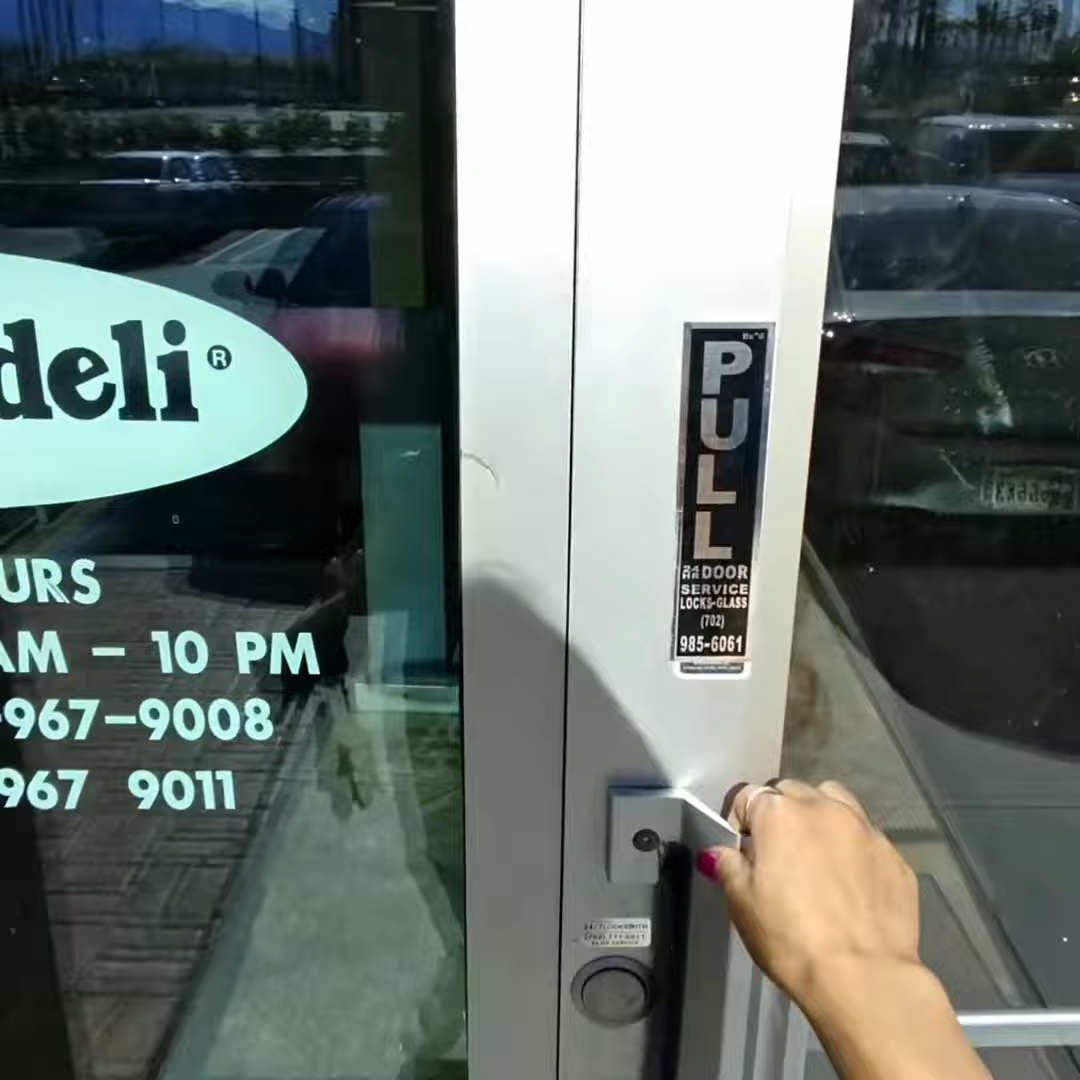 deli®
URS
AM – 10 PM
-967-9008
967 9011
PULL
DOOR
SERVICE
LOCKS-GLASS
(702)
985-6061